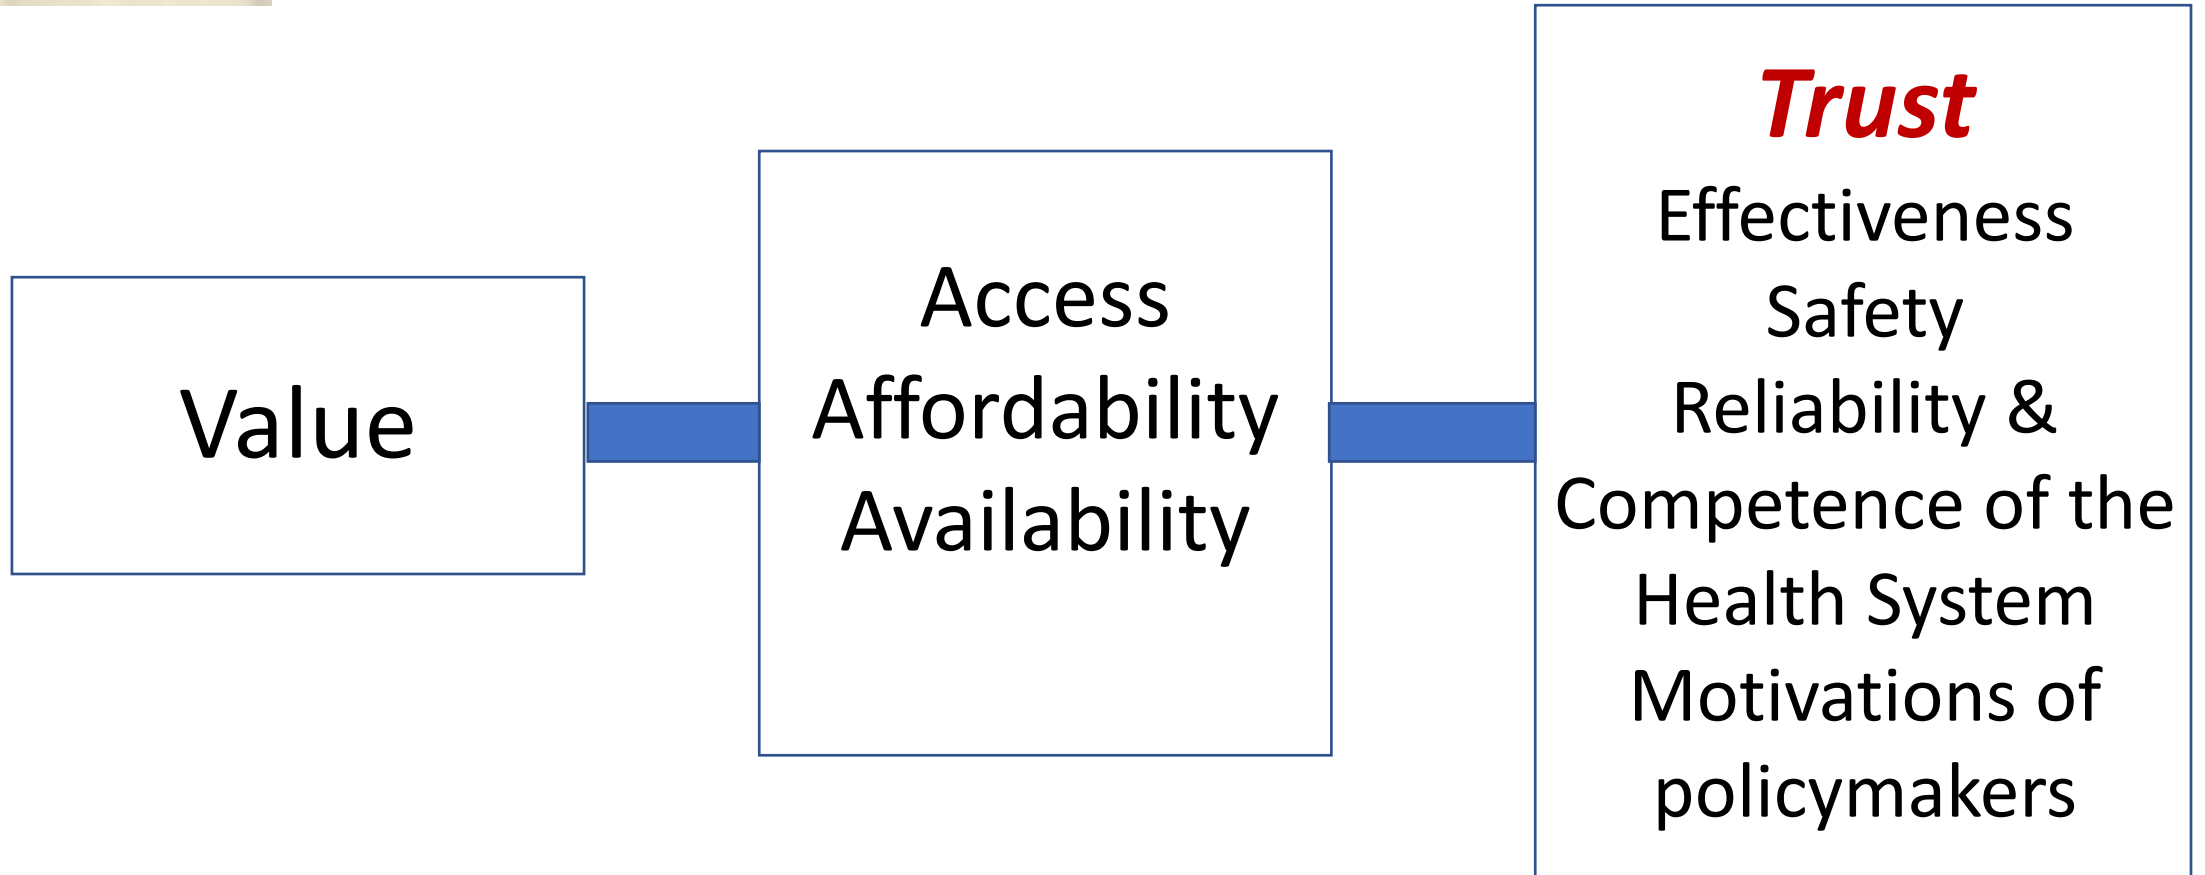 Value
Access
Affordability
Availability
Trust
Effectiveness
Safety
Reliability &
Competence of the
Health System
Motivations of
policymakers